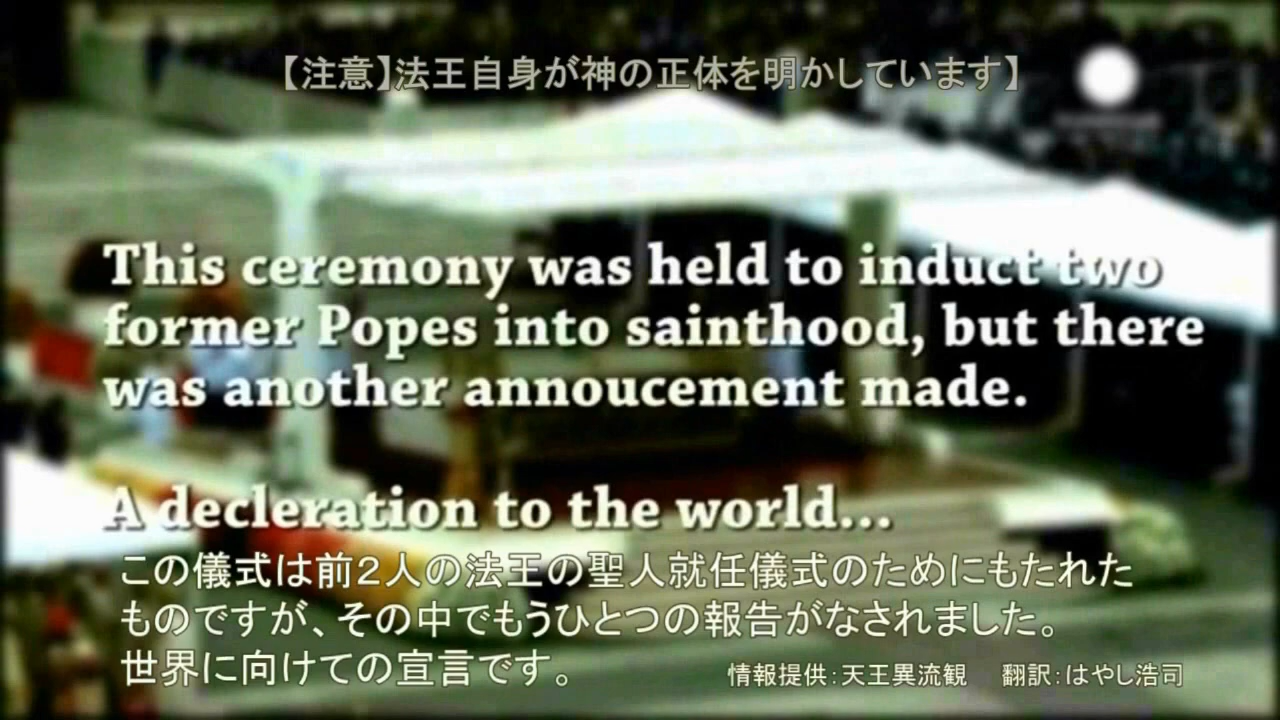 【注意】法王自身が神の正体を明かしています】
This ceremony was held to induct two
former Popes into sainthood, but there
was another annoucement made.
A decleration to the world...
この儀式は前２人の法王の聖人就任儀式のためにもたれた
ものですが、その中でもうひとつの報告がなされました。
世界に向けての宣言です。
情報提供：天王異流観　翻訳：はやし浩司